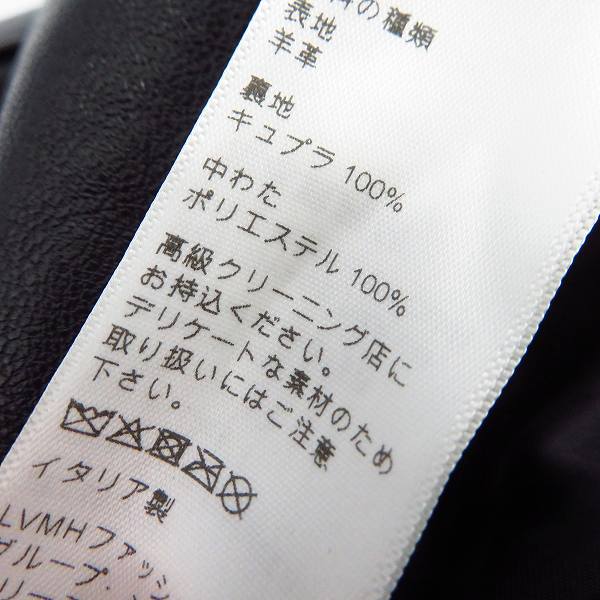 の種類
表地
羊革
裏地
キュプラ 100%
中わた
ポリエステル 100%
高級クリーニング店に
お持込ください。
デリケートな素材のため
取り扱いにはご注意
下さい。
イタリア製
LVMHファッシ
グループ・